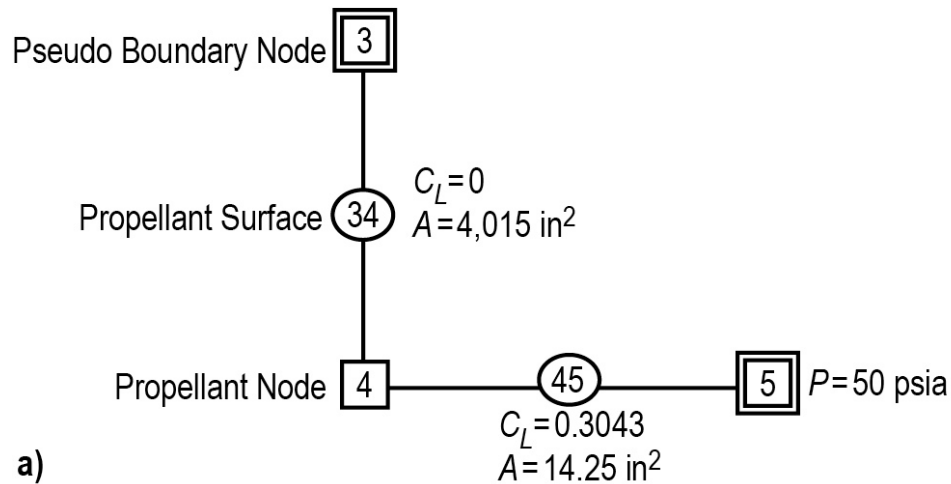 Pseudo Boundary Node
3
Propellant Surface
34
C_L=0
A=4,015 in²
Propellant Node
4
45
5
P=50 psia
C_L=0.3043
A=14.25 in²
a)